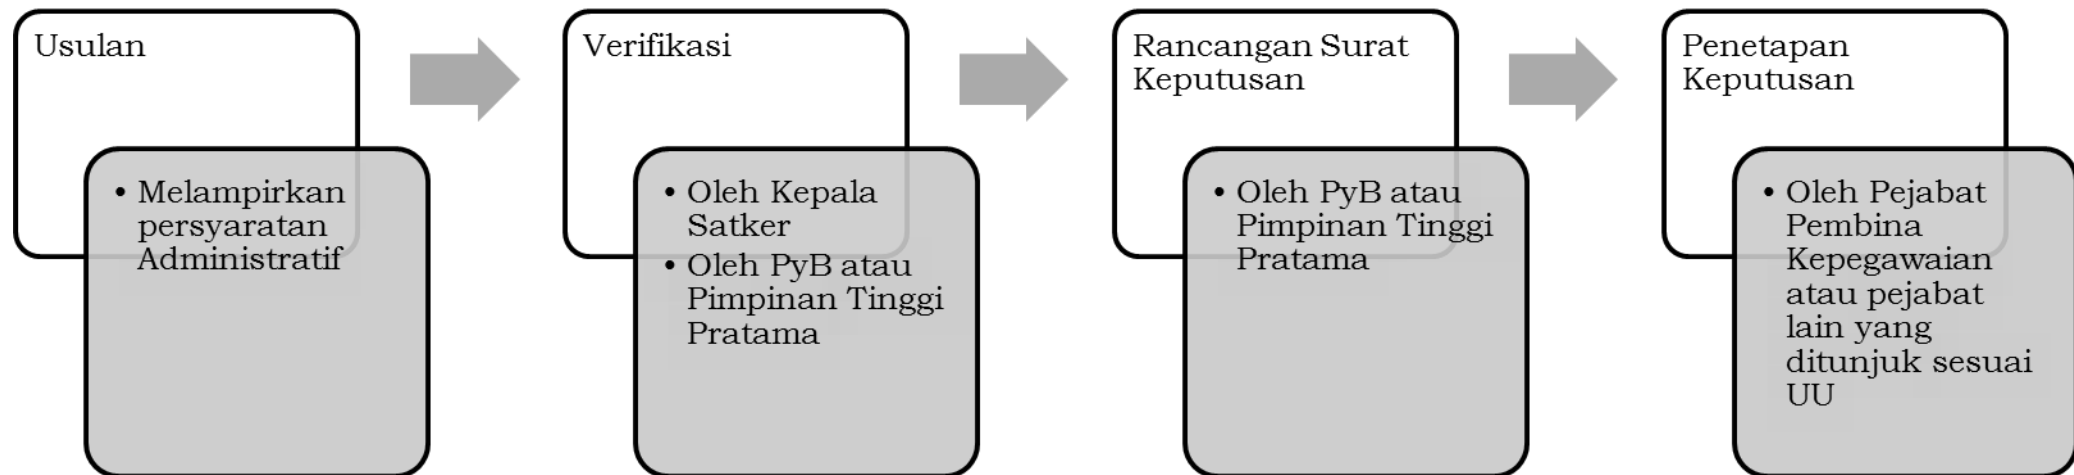 Usulan
• Melampirkan
persyaratan
Administratif
Verifikasi
• Oleh Kepala
Satker
• Oleh PyB atau
Pimpinan Tinggi
Pratama
Rancangan Surat
Keputusan
• Oleh PyB atau
Pimpinan Tinggi
Pratama
Penetapan
Keputusan
• Oleh Pejabat
Pembina
Kepegawaian
atau pejabat
lain yang
ditunjuk sesuai
UU